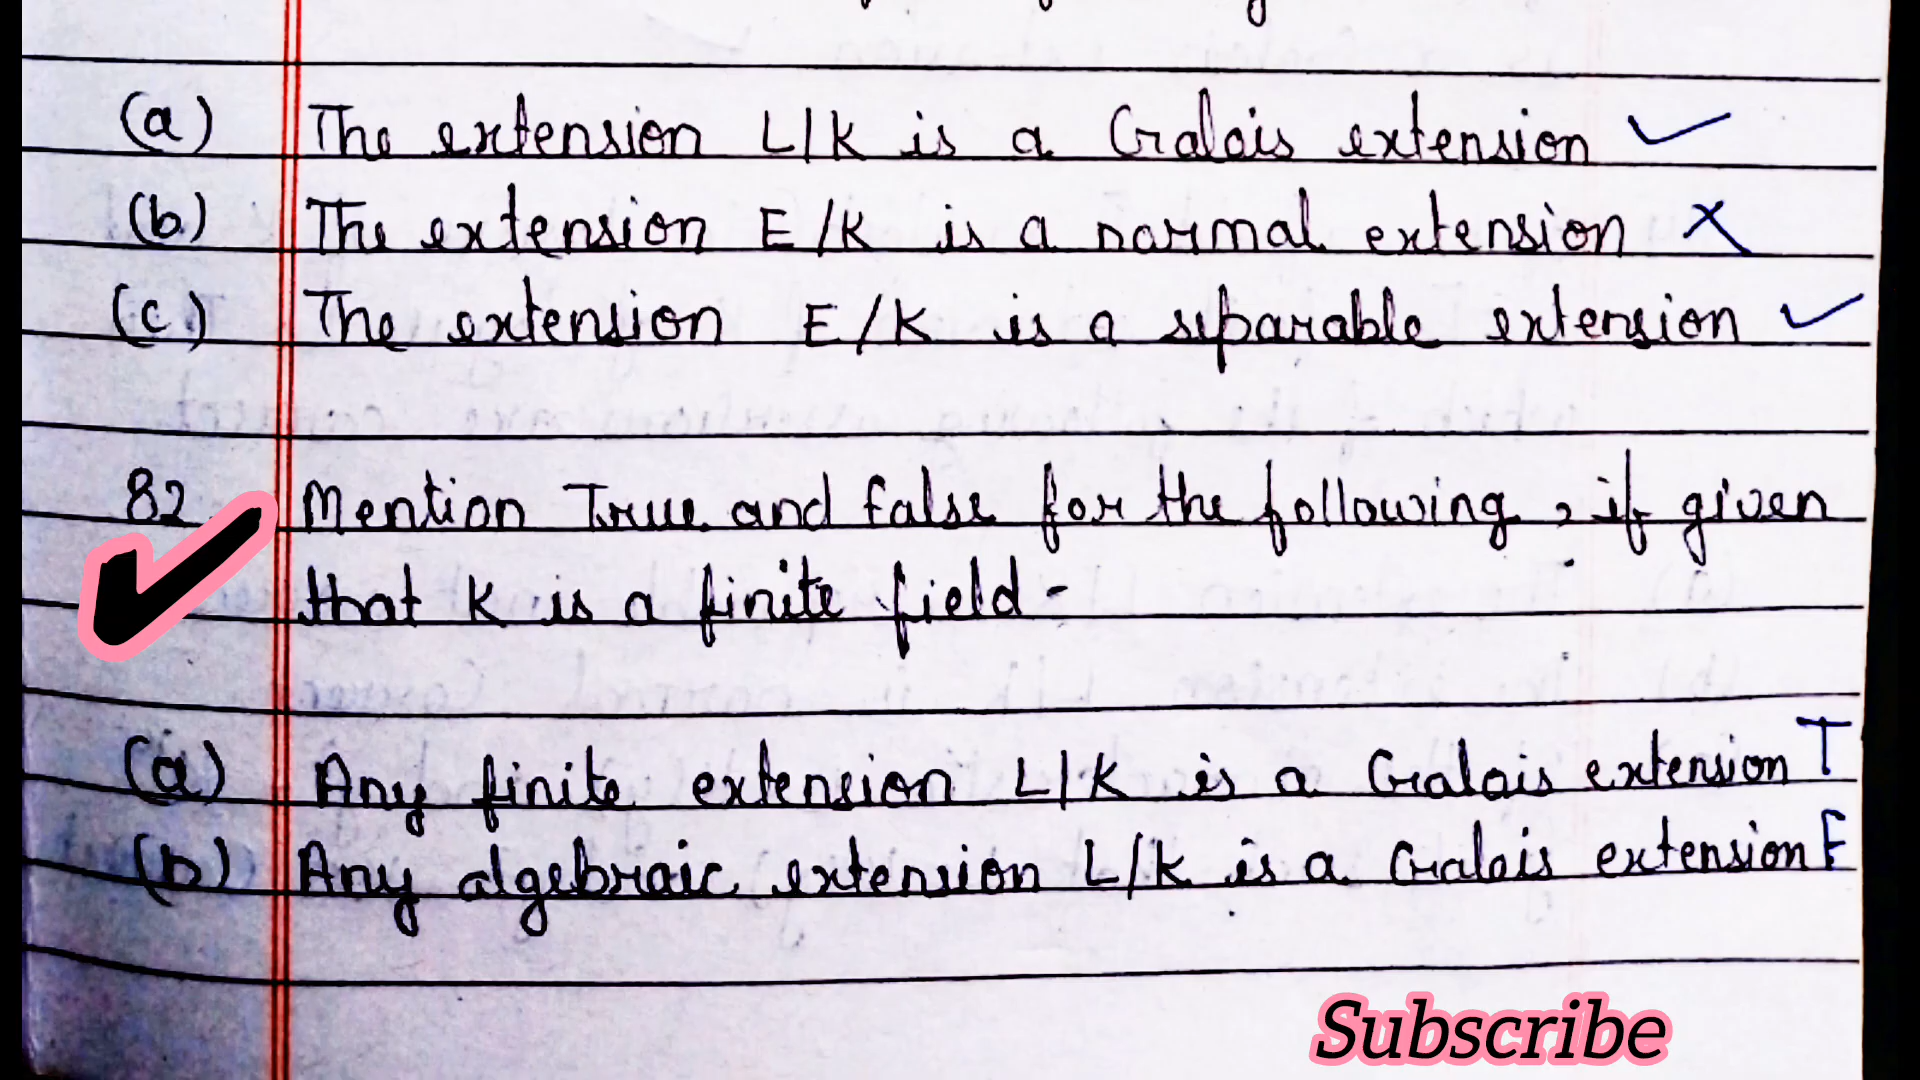 (a) The extension L/K is a Galois extension ✓
(b) The extension E/K is a normal extension ✗
(c) The extension E/K is a separable extension ✓
82 Mention True and false for the following, if given
that K is a finite field -
(a) Any finite extension L/K is a Galois extension T
(b) Any algebraic extension L/K is a Galois extension F
Subscribe